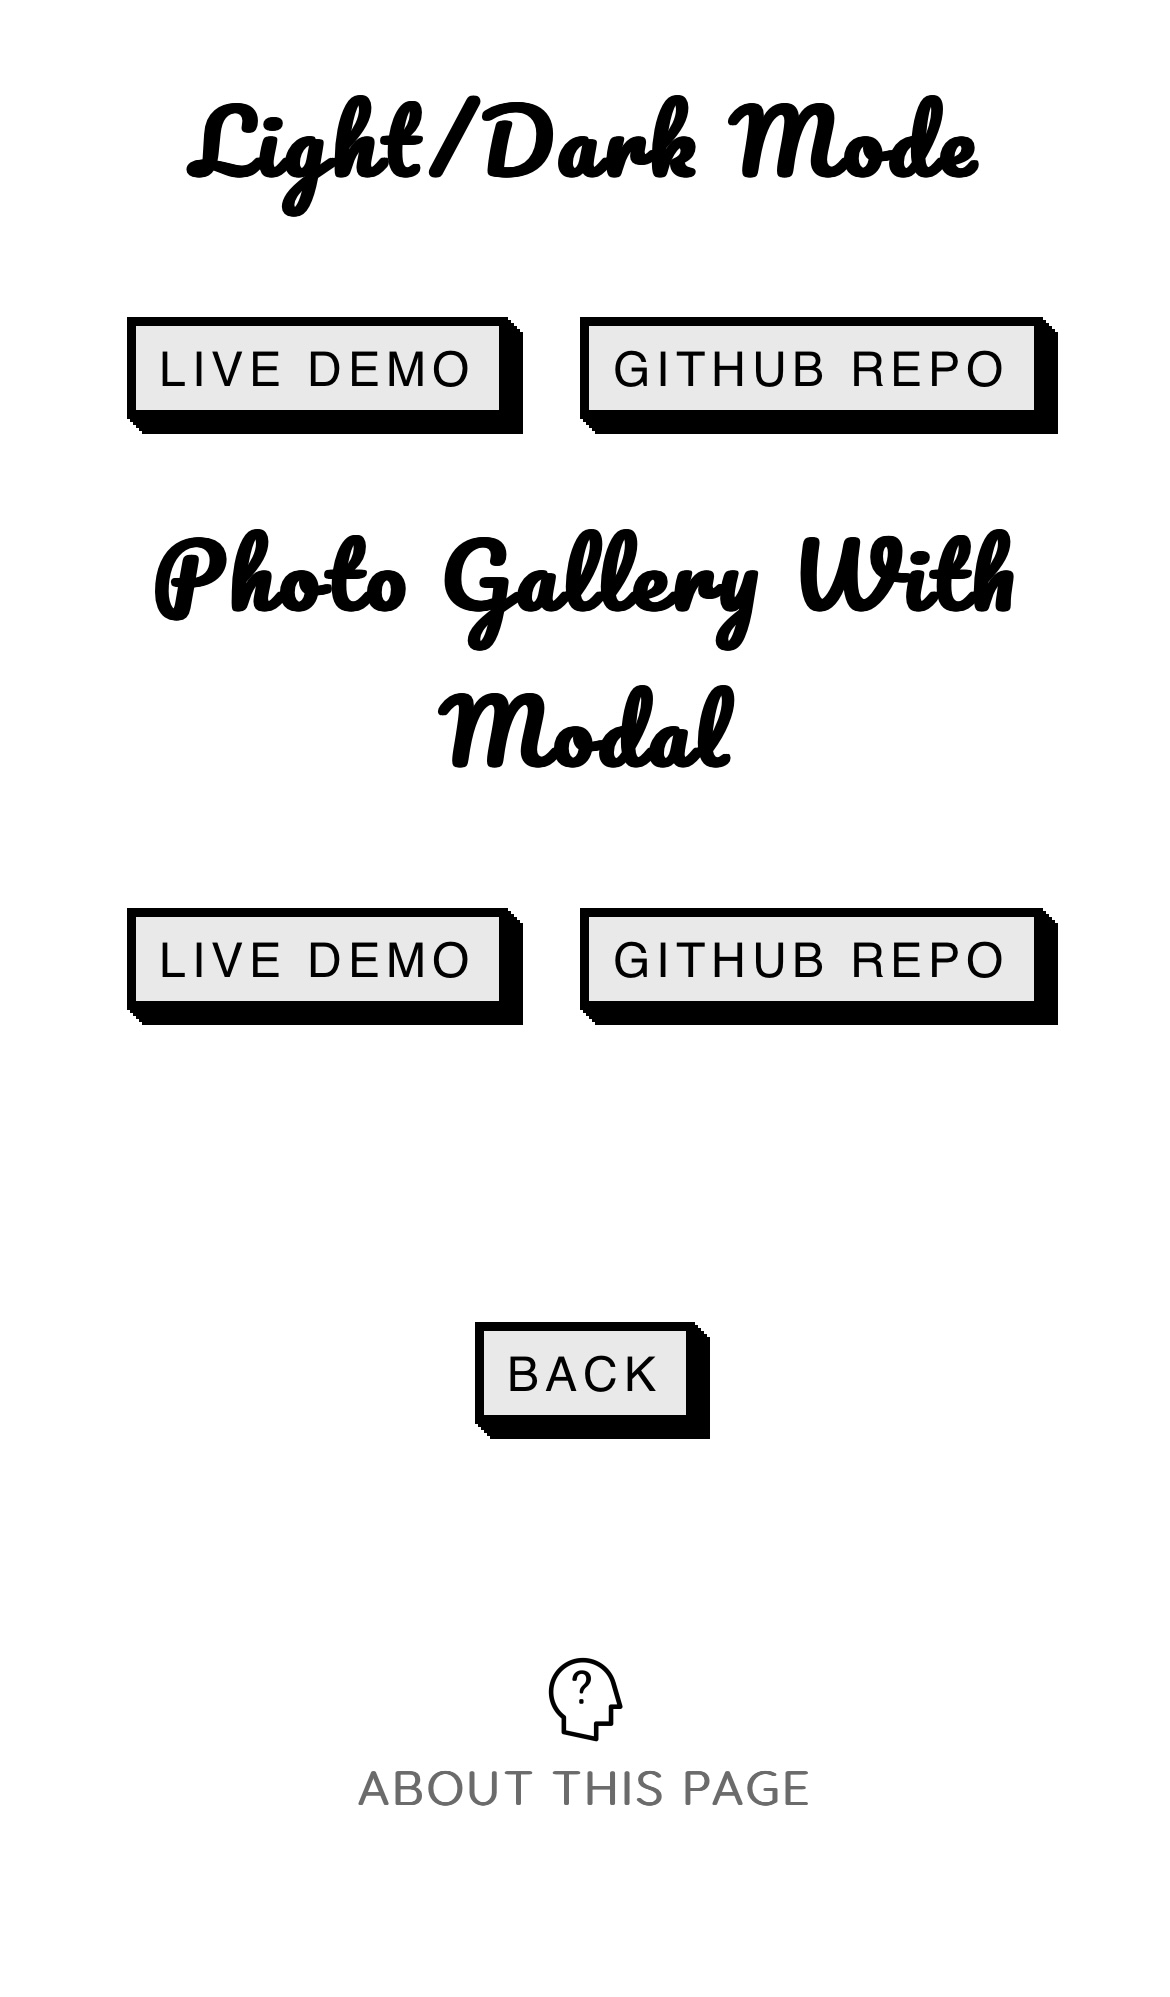 Light/Dark Mode
LIVE DEMO GITHUB REPO
Photo Gallery With
Modal
LIVE DEMO GITHUB REPO
BACK
?
ABOUT THIS PAGE